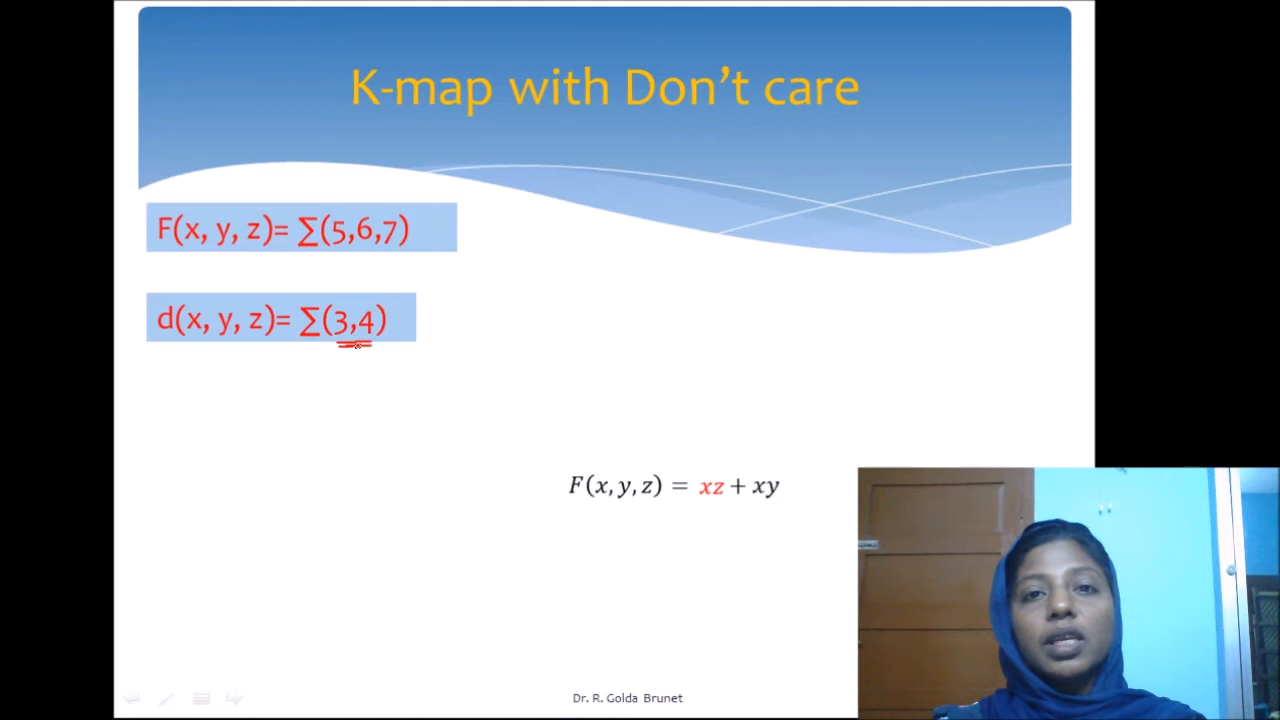 K-map with Don't care
F(x, y, z)= ∑(5,6,7)
d(x, y, z)= ∑(3,4)
F(x, y, z) = xz + xy
Dr. R. Golda Brunet